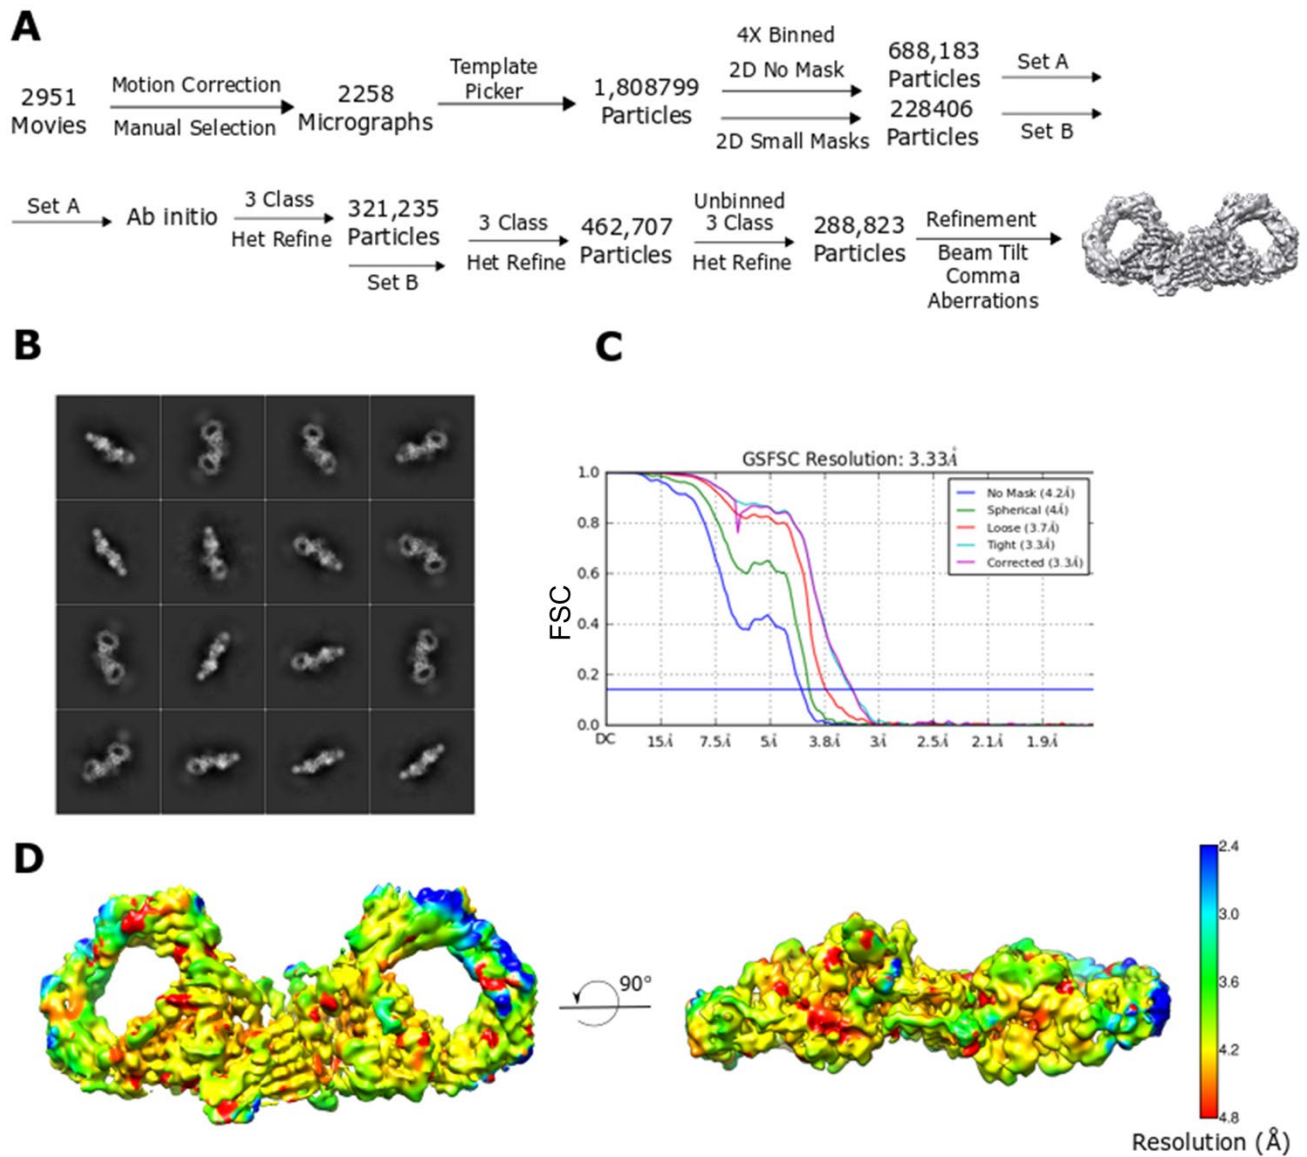 A
2951
Movies
Motion Correction
Manual Selection
2258
Micrographs
Template
Picker
1,808799
Particles
4X Binned
2D No Mask
2D Small Masks
688,183
Particles
228406
Particles
Set A
Set B
Set A
Ab initio
3 Class
Het Refine
321,235
Particles
Set B
3 Class
Het Refine
462,707
Particles
Unbinned
3 Class
Het Refine
288,823
Particles
Refinement
Beam Tilt
Comma
Aberrations
B
C
GSFSC Resolution: 3.33Å
FSC
1.0
0.8
0.6
0.4
0.2
0.0
No Mask (4.2Å)
Spherical (4Å)
Loose (3.7Å)
Tight (3.3Å)
Corrected (3.3Å)
DC 15Å 7.5Å 5Å 3.8Å 3Å 2.5Å 2.1Å 1.9Å
D
90°
2.4
3.0
3.6
4.2
4.8
Resolution (Å)